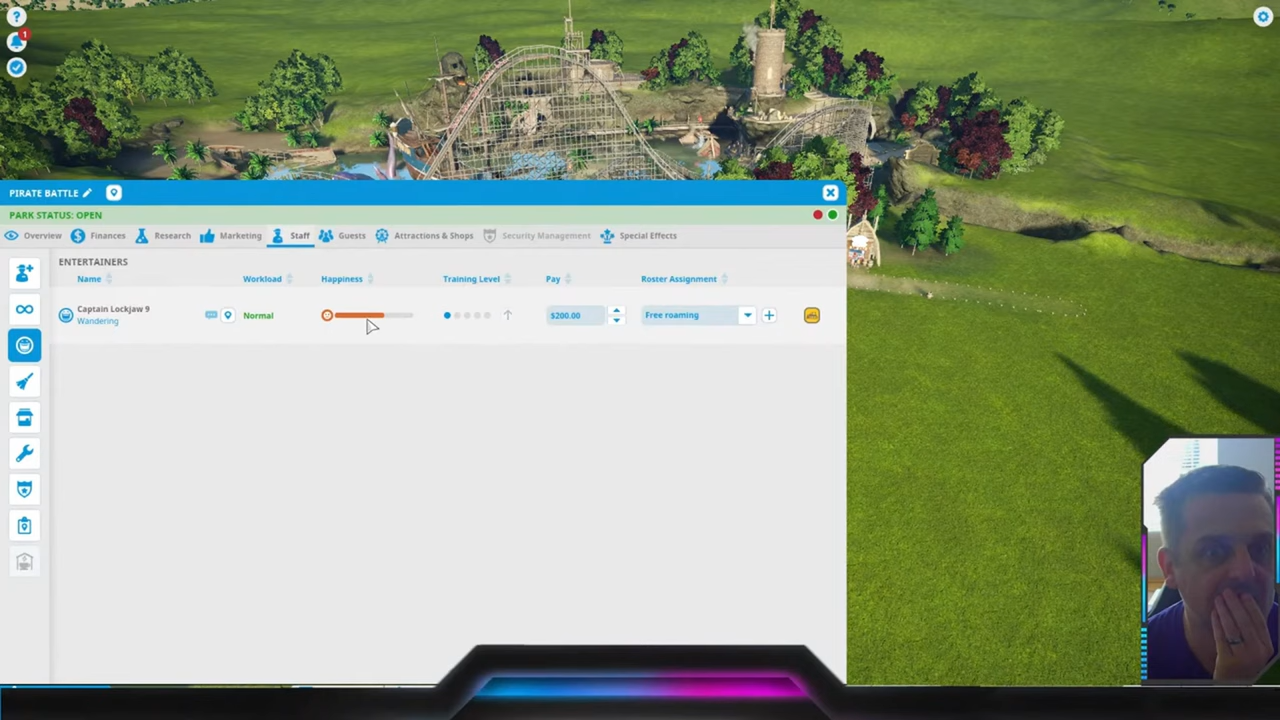 ?
1
PIRATE BATTLE
PARK STATUS: OPEN
Overview Finances Research Marketing Staff Guests Attractions & Shops Security Management Special Effects
ENTERTAINERS
Name Workload Happiness Training Level Pay Roster Assignment
Captain Lockjaw 9 Normal $200.00 Free roaming
Wandering